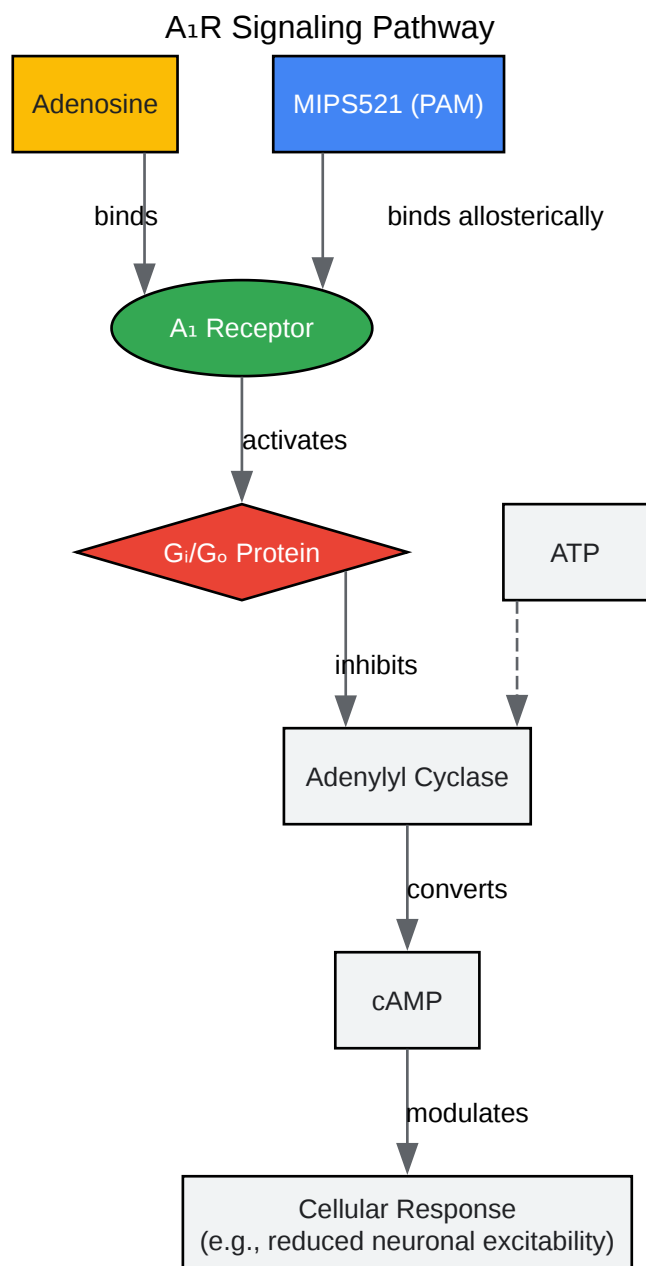 A₁R Signaling Pathway
Adenosine
MIPS521 (PAM)
binds
binds allosterically
A₁ Receptor
activates
Gᵢ/Gₒ Protein
ATP
inhibits
Adenylyl Cyclase
converts
cAMP
modulates
Cellular Response
(e.g., reduced neuronal excitability)